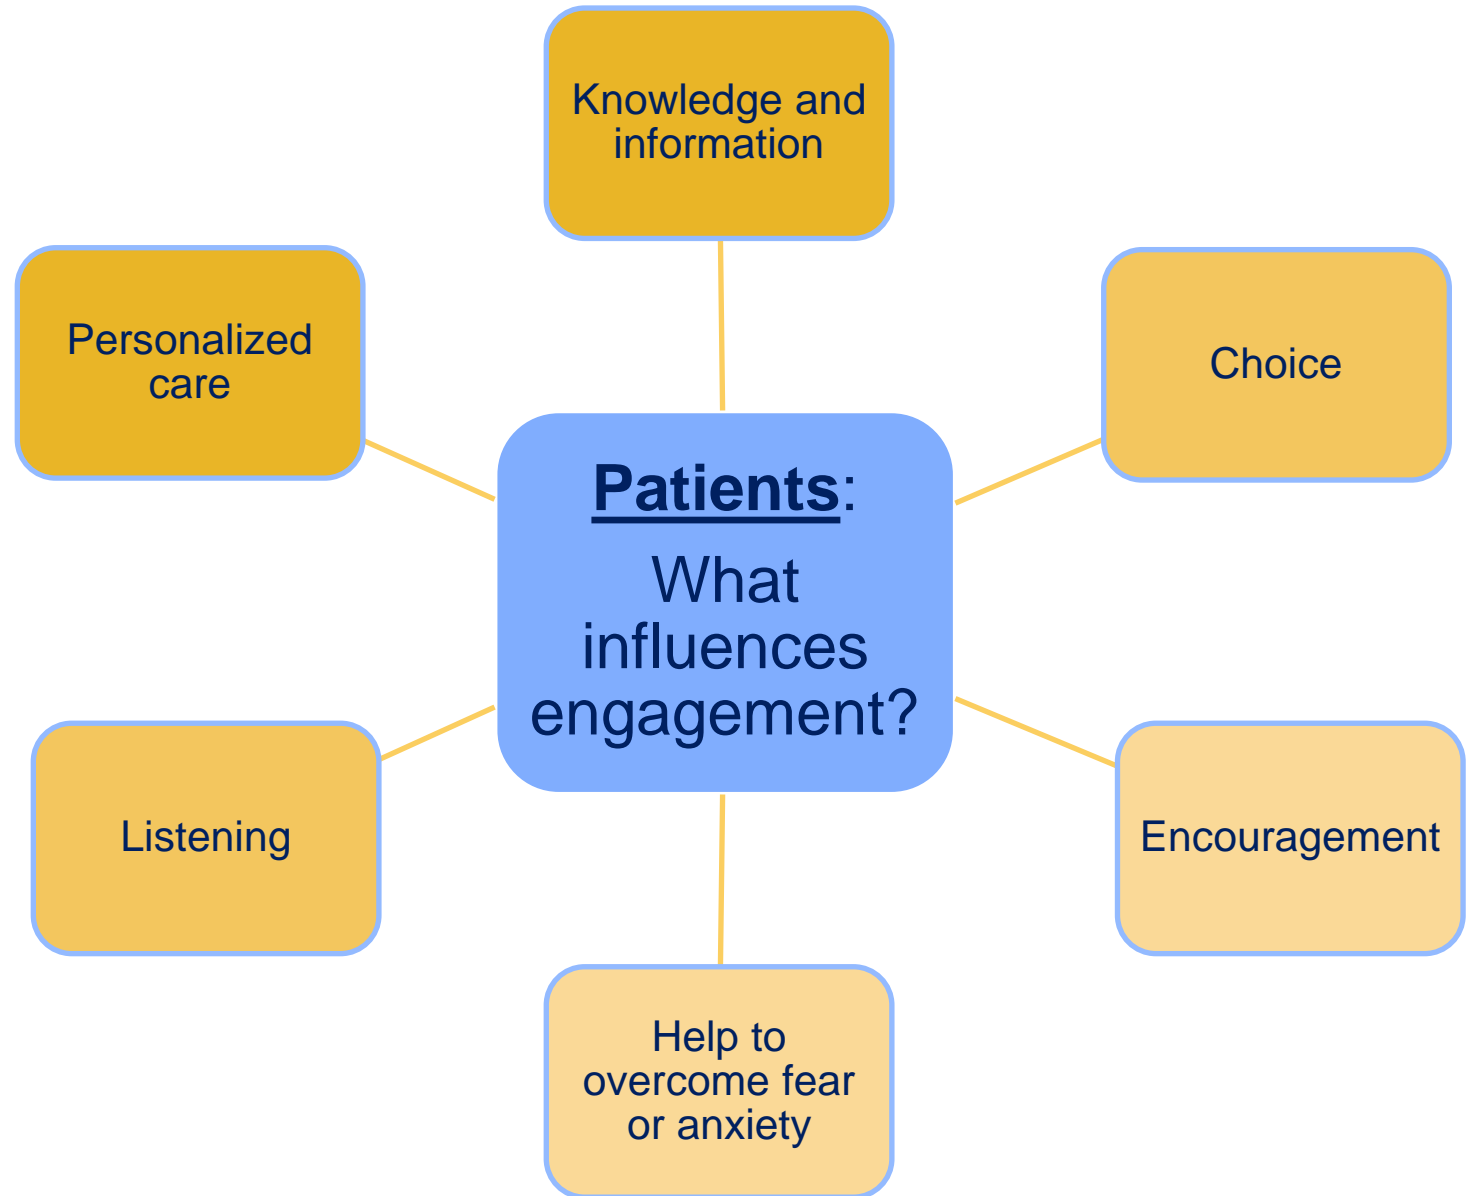 Knowledge and
information
Choice
Encouragement
Help to
overcome fear
or anxiety
Listening
Personalized
care
Patients:
What
influences
engagement?